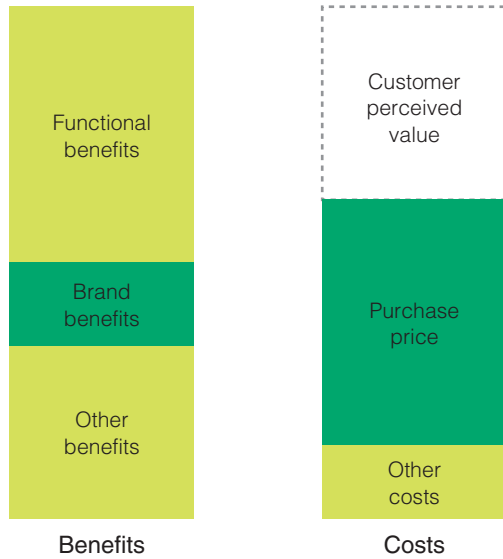 Functional
benefits
Brand
benefits
Other
benefits
Benefits
Customer
perceived
value
Purchase
price
Other
costs
Costs